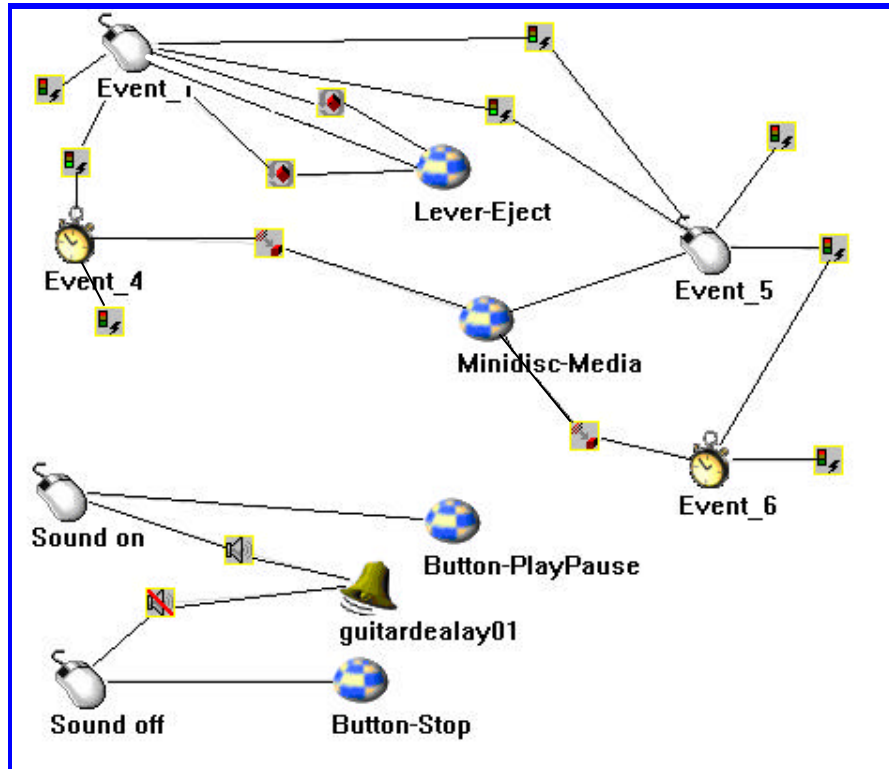 Event_1
Lever-Eject
Event_4
Event_5
Minidisc-Media
Event_6
Sound on
Button-PlayPause
guitardealay01
Sound off
Button-Stop